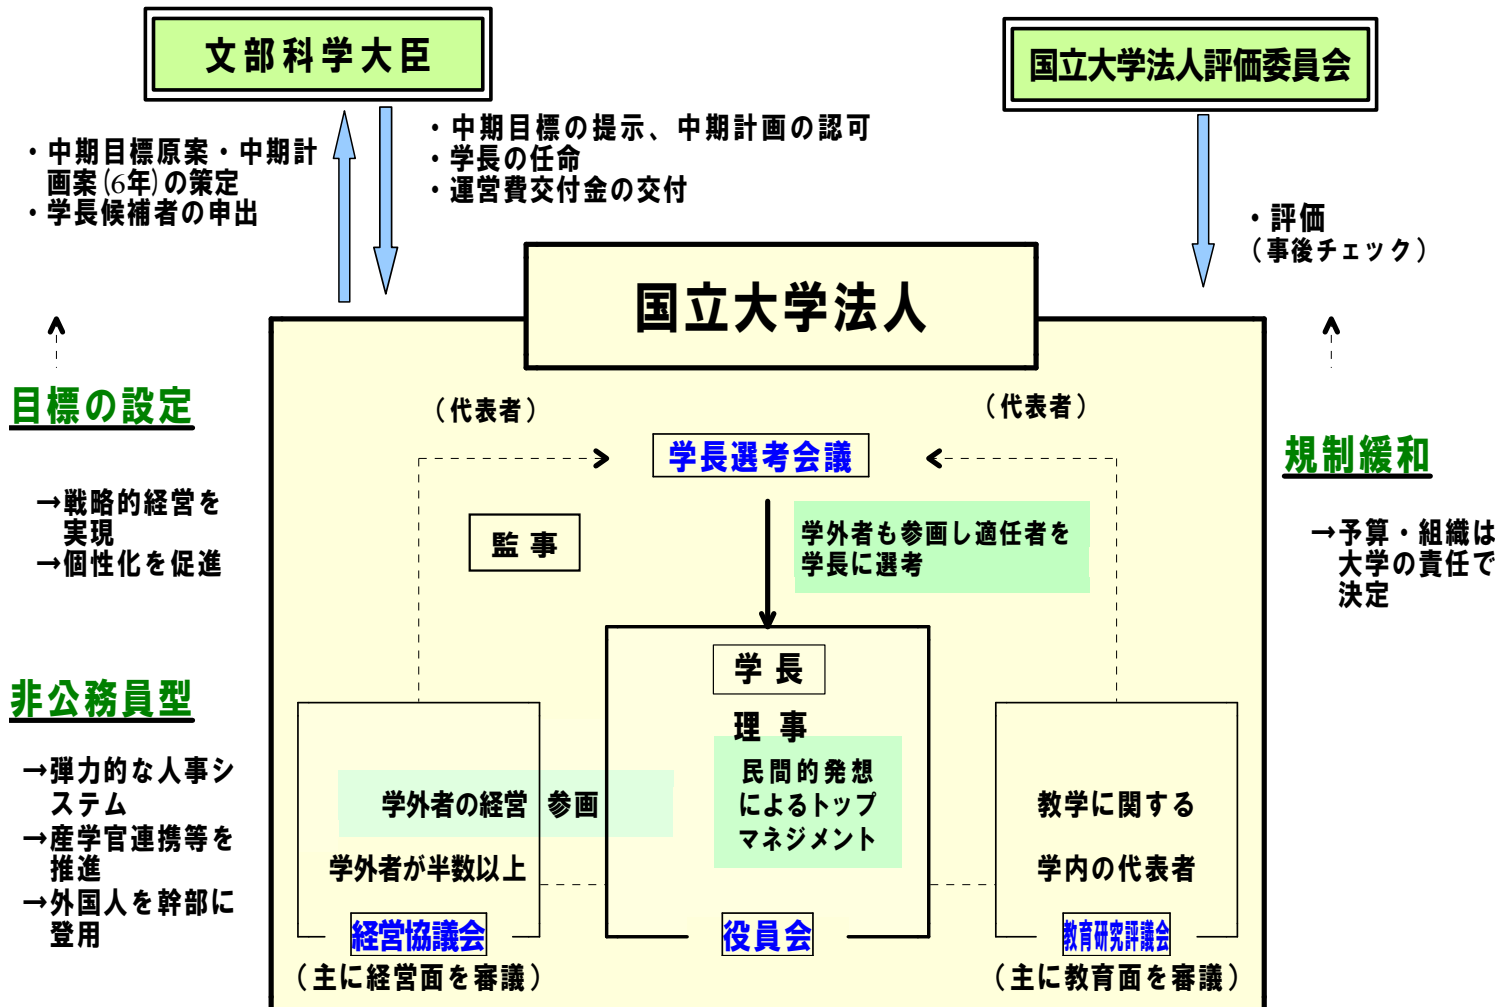 文部科学大臣
国立大学法人評価委員会
・中期目標原案・中期計
画案(6年)の策定
・学長候補者の申出
・中期目標の提示、中期計画の認可
・学長の任命
・運営費交付金の交付
・評価
（事後チェック）
国立大学法人
目標の設定
→戦略的経営を
実現
→個性化を促進
非公務員型
→弾力的な人事シ
ステム
→産学官連携等を
推進
→外国人を幹部に
登用
（代表者）
（代表者）
学長選考会議
監事
学外者も参画し適任者を
学長に選考
学長
理事
民間的発想
によるトップ
マネジメント
役員会
学外者の経営 参画
学外者が半数以上
経営協議会
（主に経営面を審議）
教学に関する
学内の代表者
教育研究評議会
（主に教育面を審議）
規制緩和
→予算・組織は
大学の責任で
決定